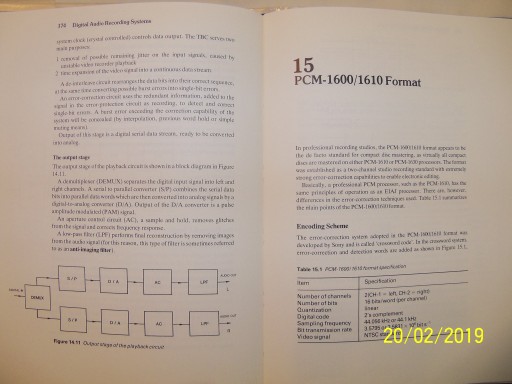 170 Digital Audio Recording Systems
system clock (crystal controlled) controls data output. The TBC serves two
main purposes:
1 removal of possible remaining jitter on the input signals, caused by
unstable video recorder playback
2 time expansion of the video signal into a continuous data stream.
A de-interleave circuit rearranges the data bits into their correct sequence,
at the same time converting possible burst errors into single-bit errors.
An error-correction circuit uses the redundant information, added to the
signal in the error-protection circuit at recording, to detect and correct
single-bit errors. A burst error exceeding the correction capability of the
system will be concealed (by interpolation, previous word hold or simple
muting means).
Output of this stage is a digital serial data stream, ready to be converted
into analog.
The output stage
The output stage of the playback circuit is shown in a block diagram in Figure
14.11.
A demultiplexer (DEMUX) separates the digital input signal into left and
right channels. A serial to parallel converter (S/P) combines the serial data
bits into parallel data words which are then converted into analog signals by a
digital-to-analog converter (D/A). Output of the D/A converter is a pulse
amplitude modulated (PAM) signal.
An aperture control circuit (AC), a sample and hold, removes glitches
from the signal and corrects frequency response.
A low-pass filter (LPF) performs final reconstruction by removing images
from the audio signal (for this reason, this type of filter is sometimes referred
to as an anti-imaging filter).
S / P
D / A
AC
LPF
AUDIO OUT
L
DEMUX
S / P
D / A
AC
LPF
AUDIO OUT
R
Figure 14.11 Output stage of the playback circuit
15
PCM-1600/1610 Format
In professional recording studios, the PCM-1600/1610 format appears to be
the de facto standard for compact disc mastering, as virtually all compact
discs are mastered on either PCM-1610 or PCM-1630 processors. The format
was established as a two-channel studio recording standard with extremely
strong error-correction capabilities to enable electronic editing.
Basically, a professional PCM processor, such as the PCM-1610, has the
same principles of operation as an EIAJ processor. There are, however,
differences in the error-correction techniques used. Table 15.1 summarizes
the main points of the PCM-1600/1610 format.
Encoding Scheme
The error-correction system adopted in the PCM-1600/1610 format was
developed by Sony and is called 'crossword code'. In the crossword system,
error-correction and detection words are added as shown in Figure 15.1,
Table 15.1 PCM-1600/1610 format specification
Item Specification
Number of channels 2(CH-1 = left, CH-2 = right)
Number of bits 16 bits/word (per channel)
Quantization linear
Digital code 2's complement
Sampling frequency 44.056 kHz or 44.1 kHz
Bit transmission rate 3.5795 or
Video signal NTSC
20/02/2019